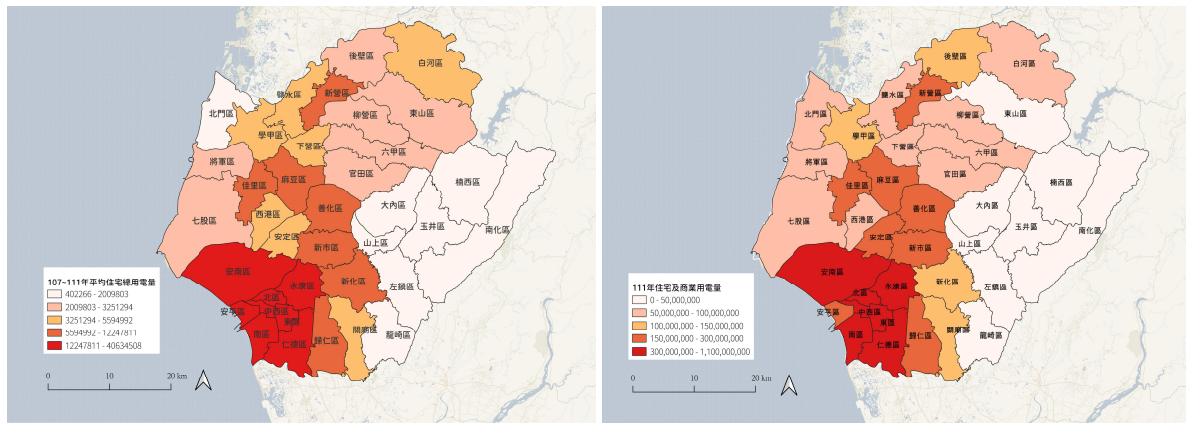 後壁區
白河區
鹽水區
新營區
北門區
柳營區
東山區
學甲區
下營區
六甲區
將軍區
官田區
佳里區
麻豆區
楠西區
七股區
西港區
善化區
大內區
玉井區
南化區
安定區
新市區
山上區
安南區
永康區
新化區
左鎮區
北區
安平區
中西區
東區
南區
仁德區
歸仁區
關廟區
龍崎區
107~111年平均住宅總用電量
402266 - 2009803
2009803 - 3251294
3251294 - 5594992
5594992 - 12247811
12247811 - 40634508
0
10
20 km
後壁區
白河區
鹽水區
新營區
北門區
柳營區
東山區
學甲區
下營區
六甲區
將軍區
官田區
佳里區
麻豆區
楠西區
七股區
西港區
善化區
大內區
玉井區
南化區
安定區
新市區
山上區
安南區
永康區
新化區
左鎮區
北區
安平區
中西區
東區
南區
仁德區
歸仁區
關廟區
龍崎區
111年住宅及商業用電量
0 - 50,000,000
50,000,000 - 100,000,000
100,000,000 - 150,000,000
150,000,000 - 300,000,000
300,000,000 - 1,100,000,000
0
10
20 km